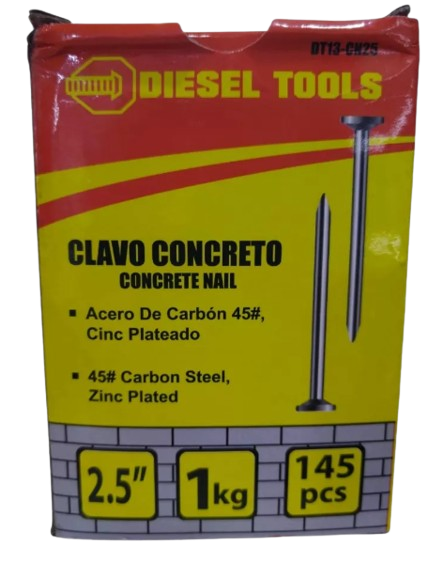 DT13-CN25
DIESEL TOOLS
CLAVO CONCRETO
CONCRETE NAIL
▪ Acero De Carbón 45#,
Cinc Plateado
▪ 45# Carbon Steel,
Zinc Plated
2.5"
1kg
145
pcs